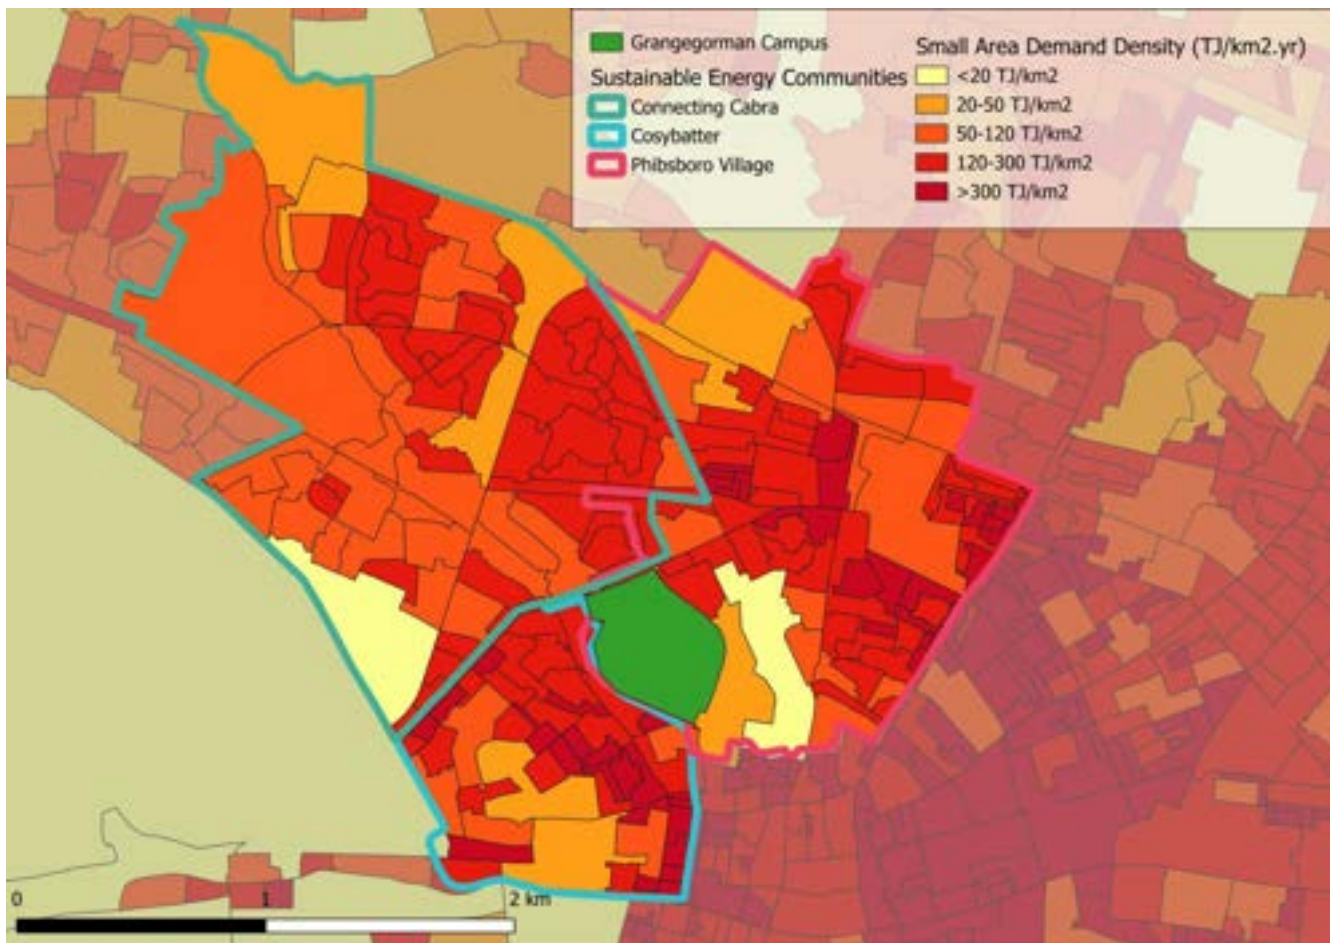 Grangegorman Campus
Sustainable Energy Communities
Connecting Cabra
Cosybatter
Phibsboro Village
Small Area Demand Density (TJ/km2.yr)
<20 TJ/km2
20-50 TJ/km2
50-120 TJ/km2
120-300 TJ/km2
>300 TJ/km2
0 1 2 km